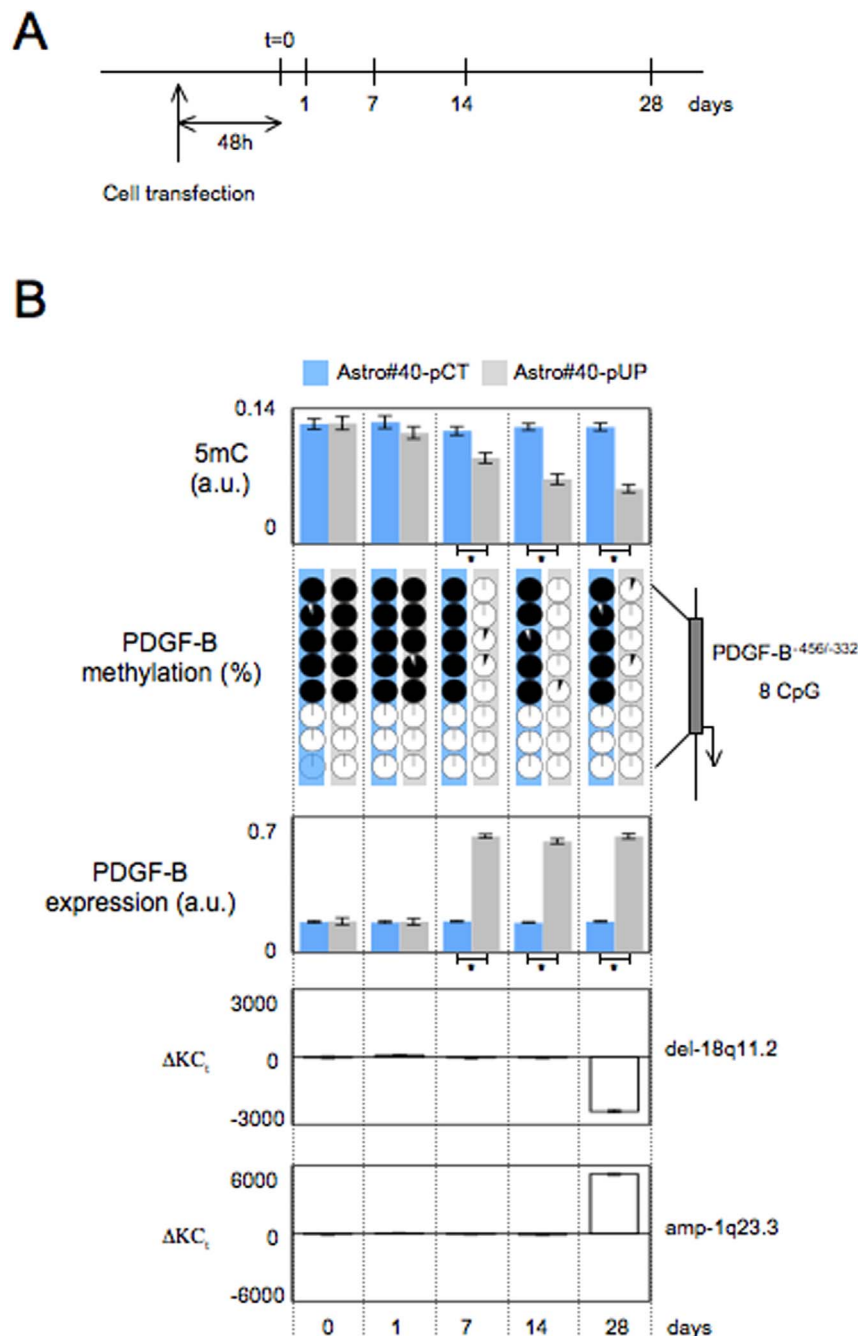 A
t=0
1 7 14 28 days
48h
Cell transfection
B
Astro#40-pCT Astro#40-pUP
0.14
5mC
(a.u.)
0
* * *
PDGF-B
methylation (%)
PDGF-B-456/-332
8 CpG
0.7
PDGF-B
expression (a.u.)
0
* * *
3000
ΔKCt 0
-3000
del-18q11.2
6000
ΔKCt 0
-6000
amp-1q23.3
0 1 7 14 28 days